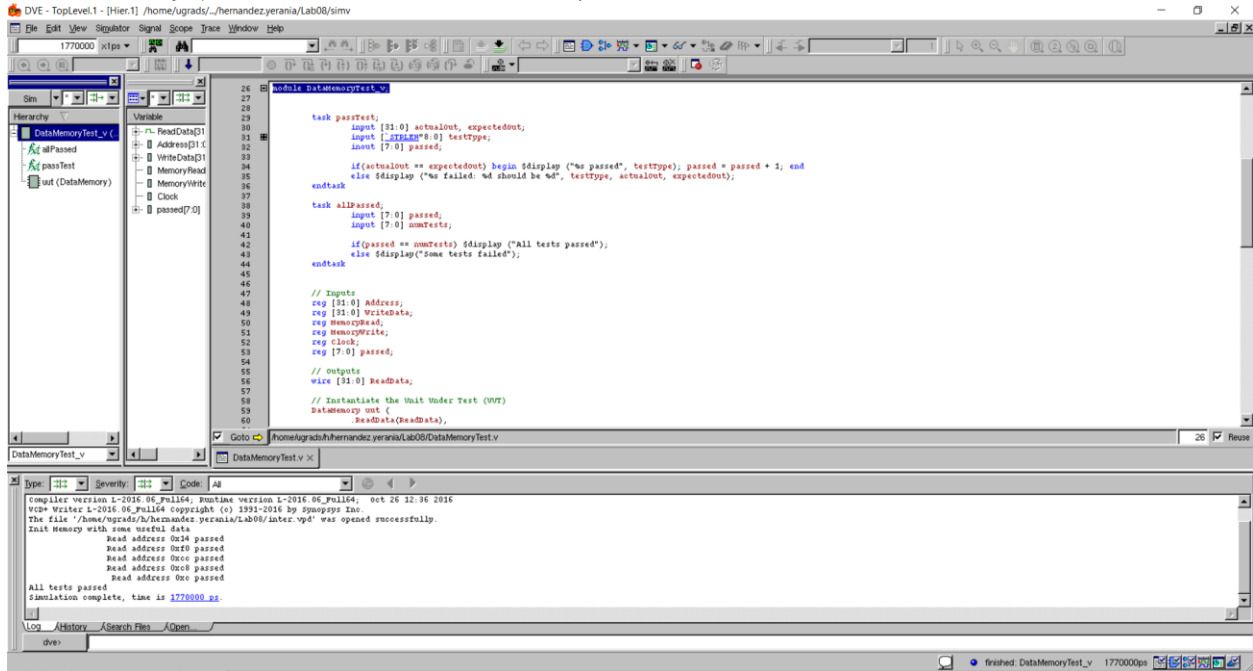 DVE - TopLevel.1 - [Hier.1] /home/ugrads/.../hernandez.yerania/Lab08/simv
File Edit View Simulator Signal Scope Trace Window Help
1770000 x1ps
Sim
Hierarchy
DataMemoryTest_v (
allPassed
passTest
uut (DataMemory)
Variable
ReadData[31
Address[31:0
WriteData[31
MemoryRead
MemoryWrite
Clock
passed[7:0]
26 module DataMemoryTest_v;
27
28
29 task passTest;
30 input [31:0] actualOut, expectedOut;
31 input [`STRLEN*8:0] testType;
32 inout [7:0] passed;
33
34 if(actualOut == expectedOut) begin $display ("%s passed", testType); passed = passed + 1; end
35 else $display ("%s failed: %d should be %d", testType, actualOut, expectedOut);
36 endtask
37
38 task allPassed;
39 input [7:0] passed;
40 input [7:0] numTests;
41
42 if(passed == numTests) $display ("All tests passed");
43 else $display("Some tests failed");
44 endtask
45
46
47 // Inputs
48 reg [31:0] Address;
49 reg [31:0] WriteData;
50 reg MemoryRead;
51 reg MemoryWrite;
52 reg Clock;
53 reg [7:0] passed;
54
55 // Outputs
56 wire [31:0] ReadData;
57
58 // Instantiate the Unit Under Test (UUT)
59 DataMemory uut (
60 .ReadData(ReadData),
Goto /home/ugrads/h/hernandez.yerania/Lab08/DataMemoryTest.v 26 Reuse
DataMemoryTest_v
DataMemoryTest.v
Type: Severity: Code: All
Compiler version L-2016.06_Full64; Runtime version L-2016.06_Full64; Oct 26 12:36 2016
VCD+ Writer L-2016.06_Full64 Copyright (c) 1991-2016 by Synopsys Inc.
The file '/home/ugrads/h/hernandez.yerania/Lab08/inter.vpd' was opened successfully.
Init Memory with some useful data
Read address 0x14 passed
Read address 0xf0 passed
Read address 0xcc passed
Read address 0xc8 passed
Read address 0xc passed
All tests passed
Simulation complete, time is 1770000 ps.
Log History Search Files Open...
dve>
finished: DataMemoryTest_v 1770000ps